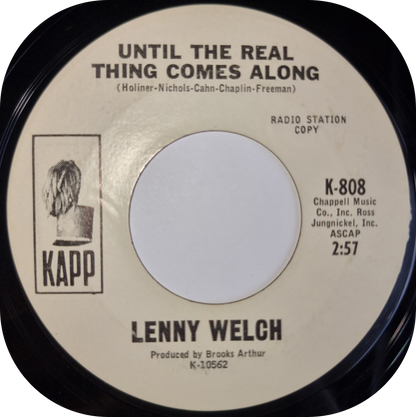 UNTIL THE REAL
THING COMES ALONG
(Holiner-Nichols-Cahn-Chaplin-Freeman)
RADIO STATION
COPY
K-808
Chappell Music
Co., Inc. Ross
Jungnickel, Inc.
ASCAP
2:57
KAPP
LENNY WELCH
Produced by Brooks Arthur
K-10562